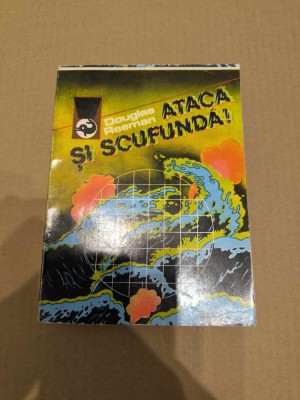 Douglas
Reeman
ATACĂ
ȘI SCUFUNDĂ!